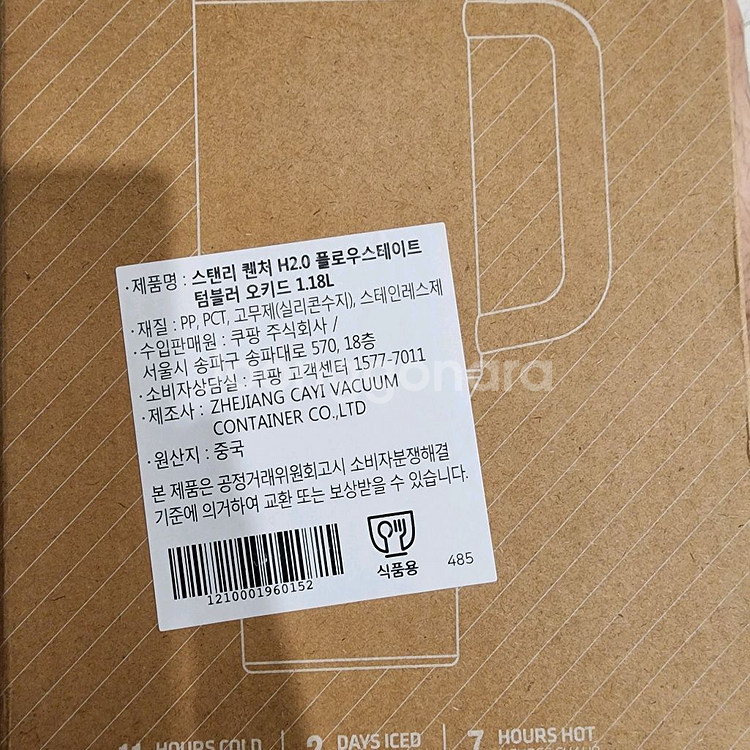 · 제품명 : 스탠리 퀜처 H2.0 플로우스테이트
텀블러 오키드 1.18L
· 재질 : PP, PCT, 고무제(실리콘수지), 스테인레스제
· 수입판매원 : 쿠팡 주식회사 /
서울시 송파구 송파대로 570, 18층
· 소비자상담실 : 쿠팡 고객센터 1577-7011
· 제조사 : ZHEJIANG CAYI VACUUM
CONTAINER CO.,LTD
· 원산지 : 중국
본 제품은 공정거래위원회고시 소비자분쟁해결
기준에 의거하여 교환 또는 보상받을 수 있습니다.
1210001960152
식품용
485
11 HOURS COLD
2 DAYS ICED
7 HOURS HOT